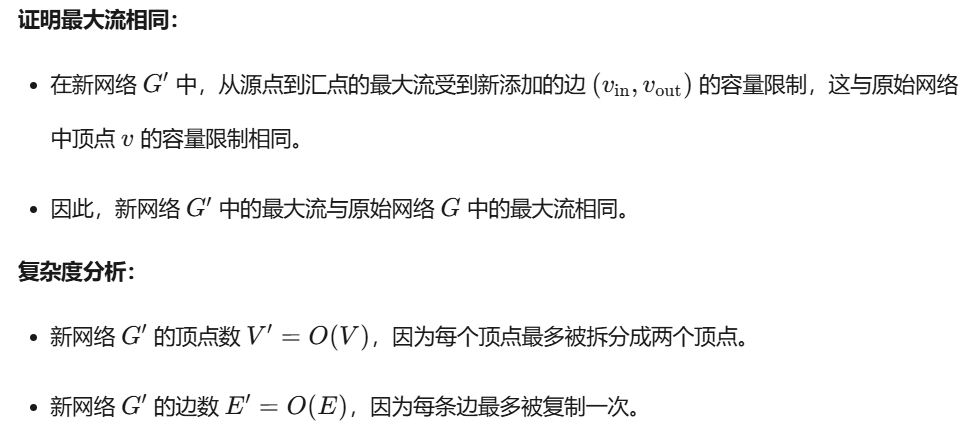 证明最大流相同：
• 在新网络 G′ 中，从源点到汇点的最大流受到新添加的边 (v_in, v_out) 的容量限制，这与原始网络
中顶点 v 的容量限制相同。
• 因此，新网络 G′ 中的最大流与原始网络 G 中的最大流相同。
复杂度分析：
• 新网络 G′ 的顶点数 V′ = O(V)，因为每个顶点最多被拆分成两个顶点。
• 新网络 G′ 的边数 E′ = O(E)，因为每条边最多被复制一次。